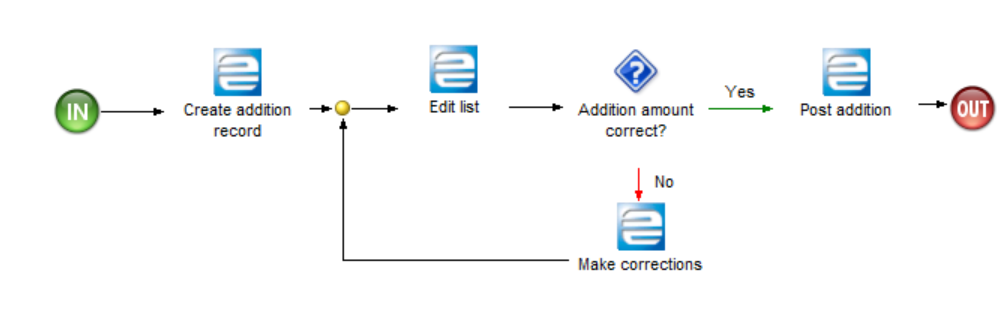 IN
Create addition
record
Edit list
Addition amount
correct?
Yes
Post addition
OUT
No
Make corrections